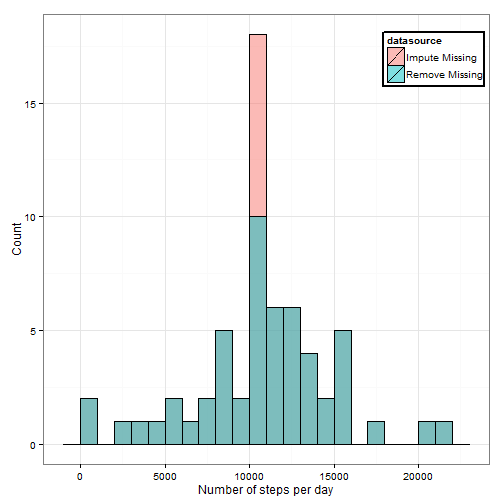 datasource
Impute Missing
Remove Missing
Count
15
10
5
0
0 5000 10000 15000 20000
Number of steps per day